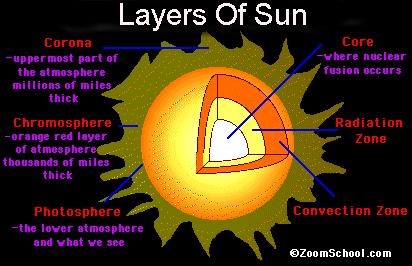 Layers Of Sun
Corona
-uppermost part
of the atmosphere
millions of miles
thick
Chromosphere
-orange red layer
of atmosphere
thousands of miles
thick
Photosphere
-the lower atmosphere
and what we see
Core
-where nuclear
fusion occurs
Radiation
Zone
Convection Zone
©ZoomSchool.com